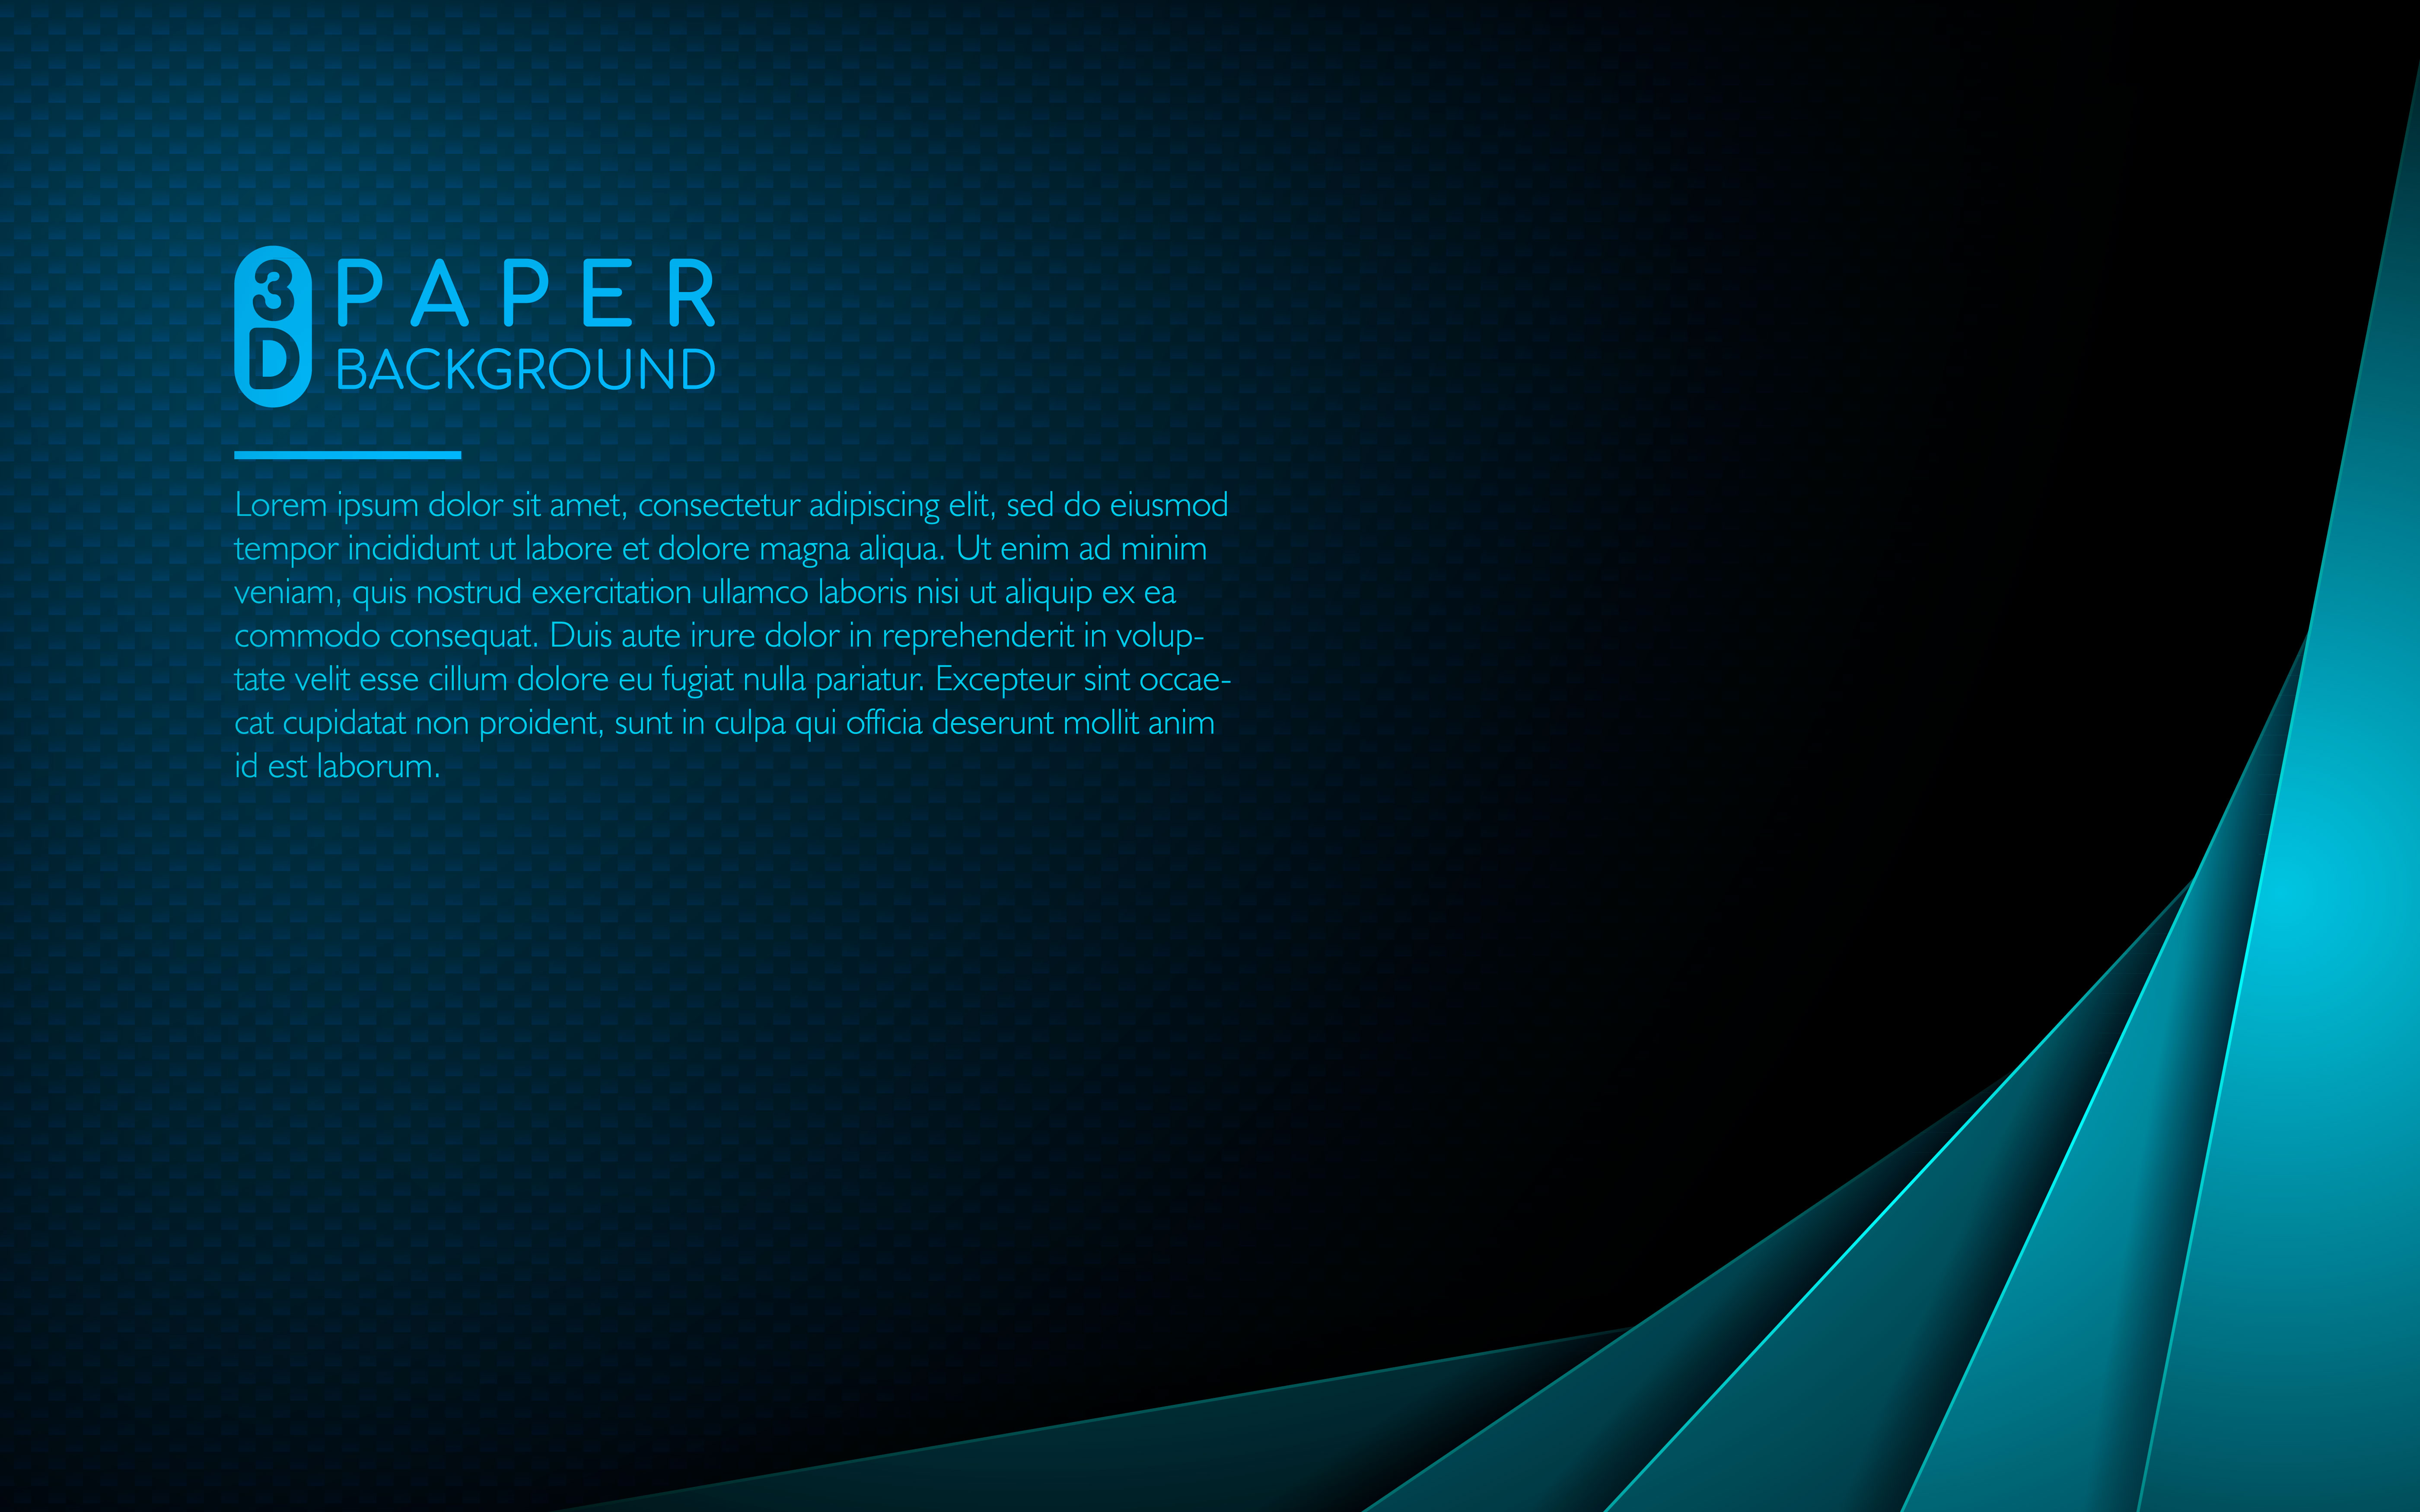 3D PAPER
BACKGROUND
Lorem ipsum dolor sit amet, consectetur adipiscing elit, sed do eiusmod
tempor incididunt ut labore et dolore magna aliqua. Ut enim ad minim
veniam, quis nostrud exercitation ullamco laboris nisi ut aliquip ex ea
commodo consequat. Duis aute irure dolor in reprehenderit in volup-
tate velit esse cillum dolore eu fugiat nulla pariatur. Excepteur sint occae-
cat cupidatat non proident, sunt in culpa qui officia deserunt mollit anim
id est laborum.